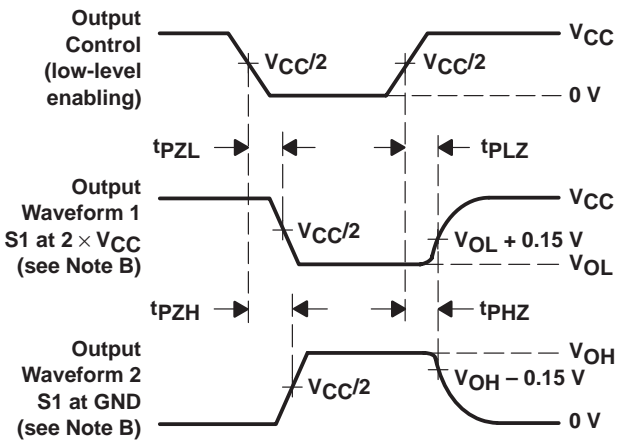 Output
Control
(low-level
enabling)
VCC
VCC/2
VCC/2
0 V
tPZL
tPLZ
Output
Waveform 1
S1 at 2 × VCC
(see Note B)
VCC
VCC/2
VOL + 0.15 V
VOL
tPZH
tPHZ
Output
Waveform 2
S1 at GND
(see Note B)
VOH
VCC/2
VOH – 0.15 V
0 V